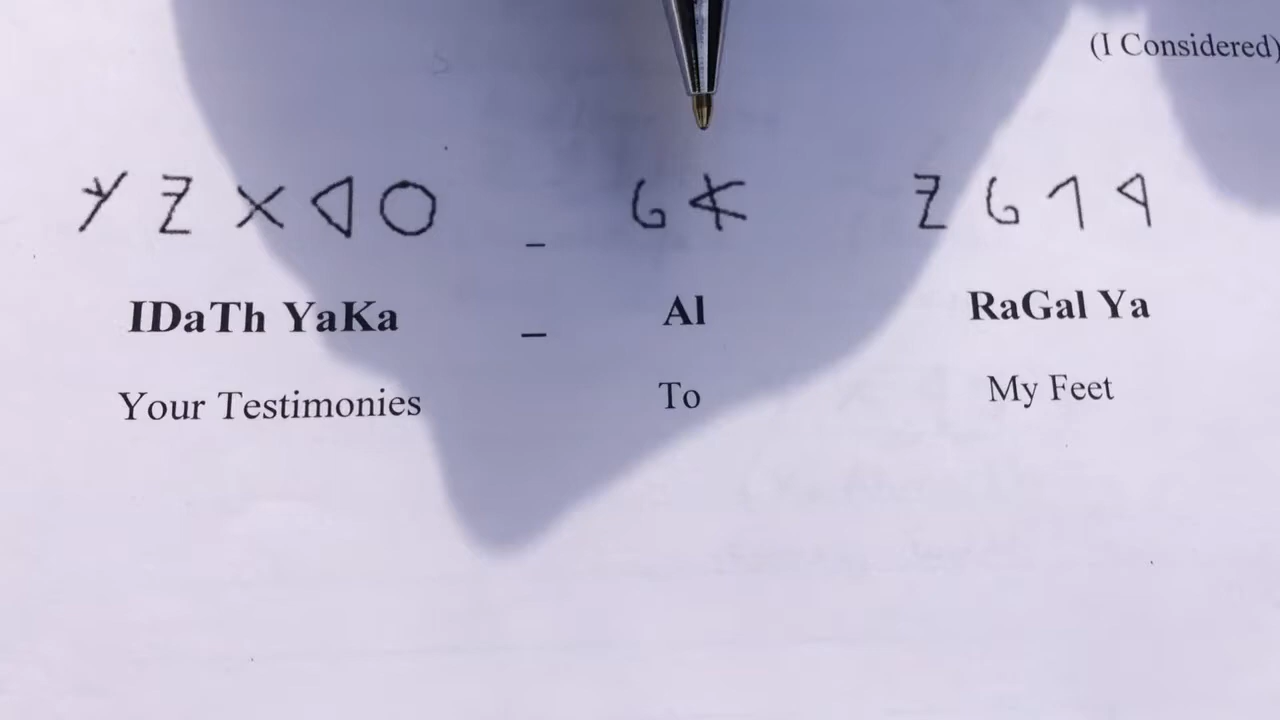 (I Considered)
𐤓𐤂𐤋𐤉 𐤀𐤋 _ 𐤏𐤃𐤕𐤉𐤊
IDaTh YaKa _ Al RaGal Ya
Your Testimonies To My Feet